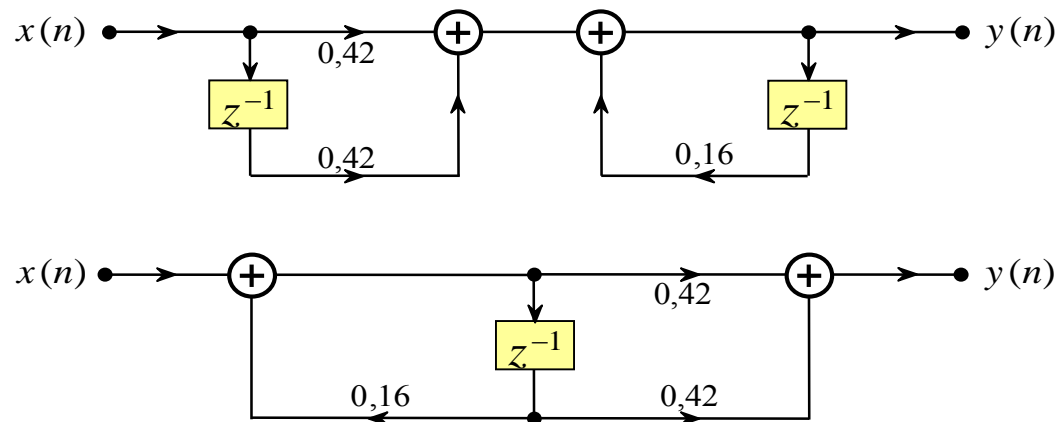 x(n) 0,42 + + y(n)
z⁻¹ z⁻¹
0,42 0,16
x(n) + 0,42 + y(n)
z⁻¹
0,16 0,42